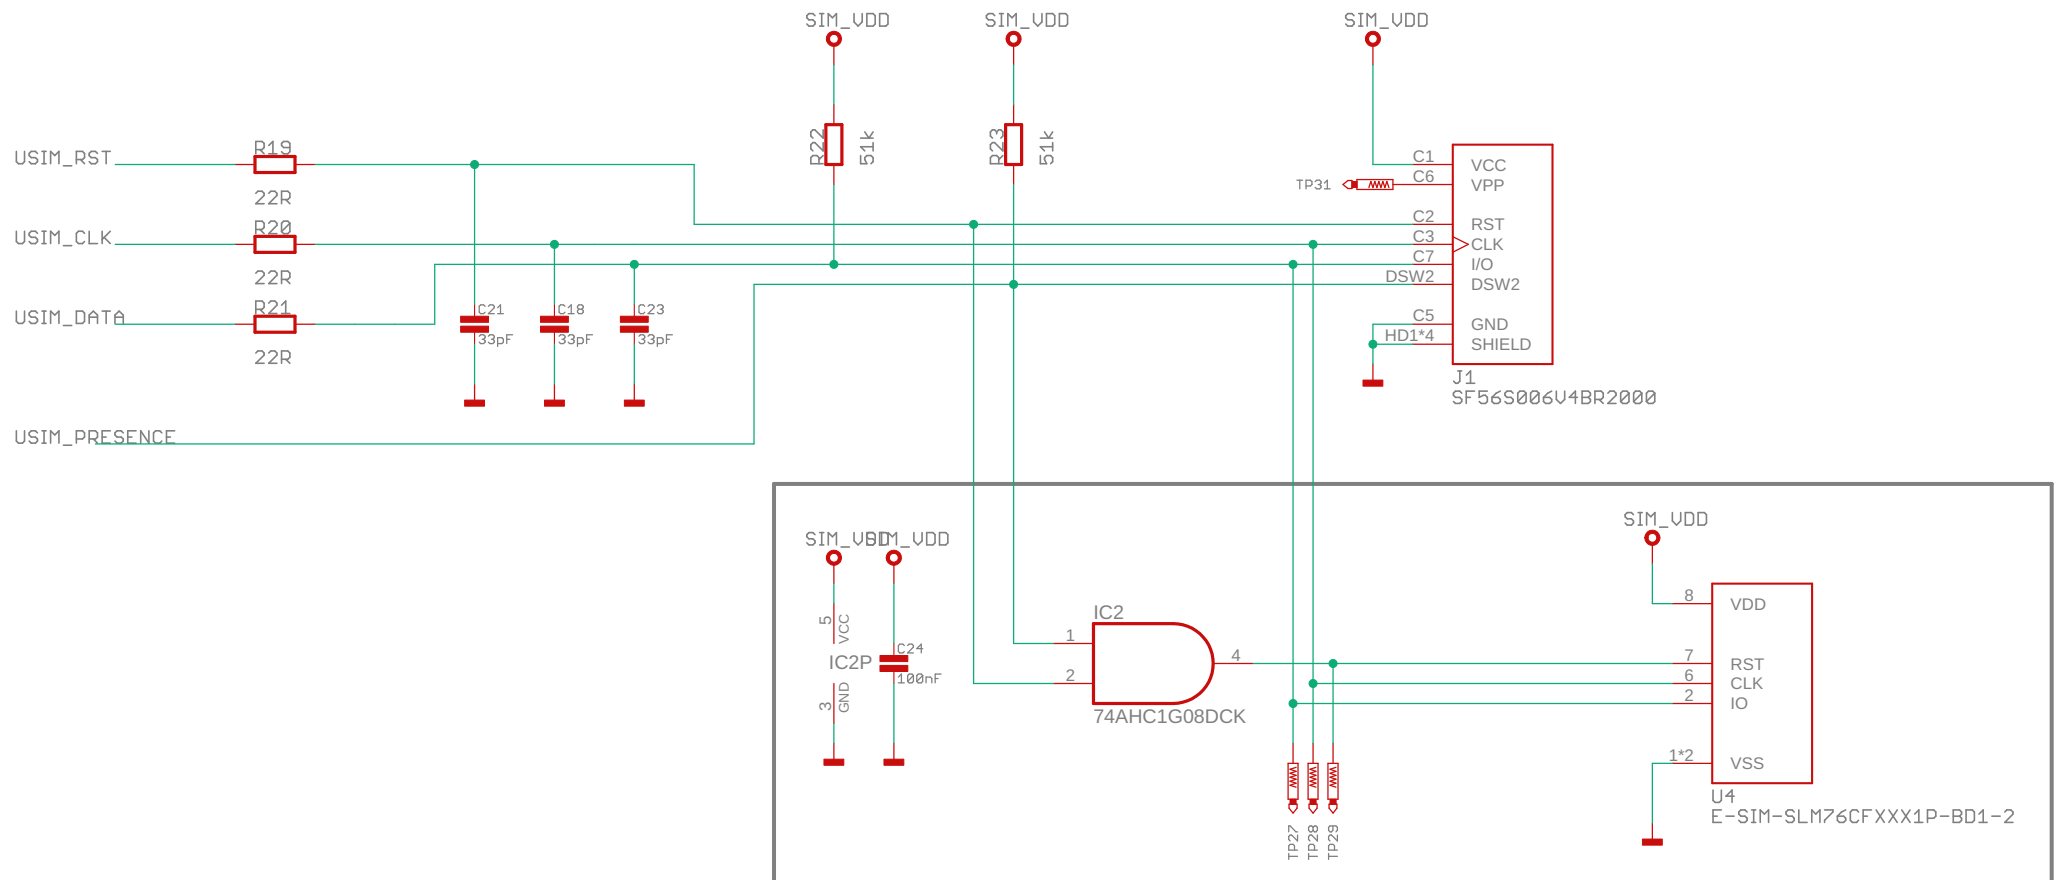 SIM_VDD
SIM_VDD
SIM_VDD
R22
51k
R23
51k
USIM_RST
R19
22R
USIM_CLK
R20
22R
USIM_DATA
R21
22R
USIM_PRESENCE
C21
33pF
C18
33pF
C23
33pF
TP31
C1
VCC
C6
VPP
C2
RST
C3
CLK
C7
I/O
DSW2
DSW2
C5
GND
HD1*4
SHIELD
J1
SF56S006V4BR2000
SIM_VDD
SIM_VDD
SIM_VDD
5
VCC
IC2P
3
GND
C24
100nF
IC2
1
2
4
74AHC1G08DCK
TP27
TP28
TP29
8
VDD
7
RST
6
CLK
2
IO
1*2
VSS
U4
E-SIM-SLM76CFXXX1P-BD1-2